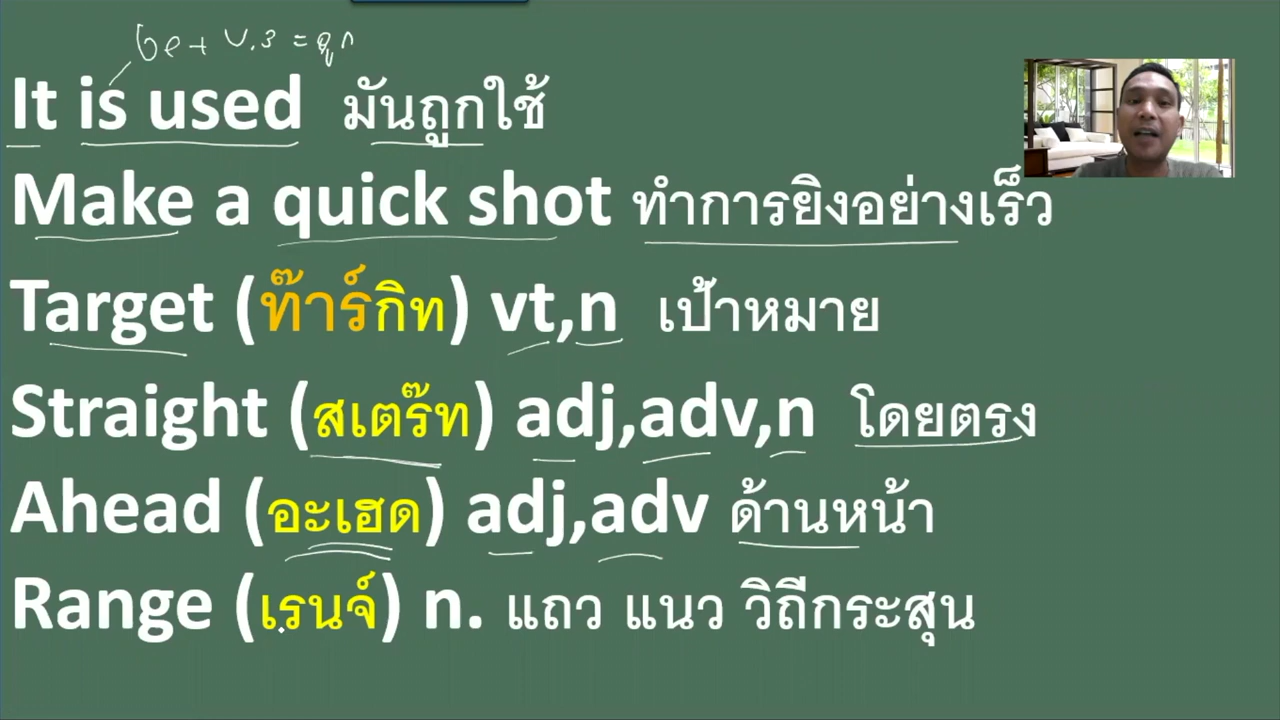 be + V.3 = ถูก
It is used มันถูกใช้
Make a quick shot ทำการยิงอย่างเร็ว
Target (ท๊าร์กิท) vt,n เป้าหมาย
Straight (สเตร๊ท) adj,adv,n โดยตรง
Ahead (อะเฮด) adj,adv ด้านหน้า
Range (เรนจ์) n. แถว แนว วิถีกระสุน